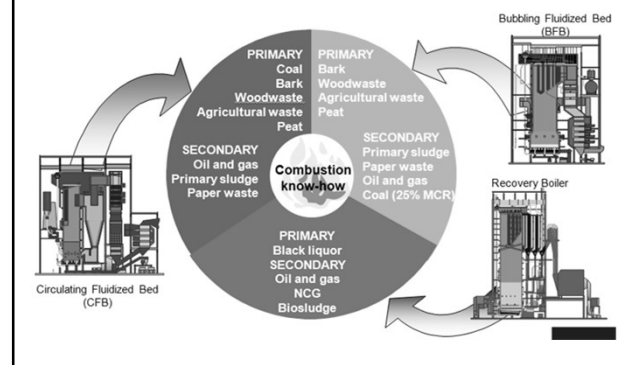 Bubbling Fluidized Bed
(BFB)
PRIMARY
Coal
Bark
Woodwaste
Agricultural waste
Peat
SECONDARY
Oil and gas
Primary sludge
Paper waste
PRIMARY
Bark
Woodwaste
Agricultural waste
Peat
SECONDARY
Primary sludge
Paper waste
Oil and gas
Coal (25% MCR)
Combustion
know-how
Recovery Boiler
PRIMARY
Black liquor
SECONDARY
Oil and gas
NCG
Biosludge
Circulating Fluidized Bed
(CFB)